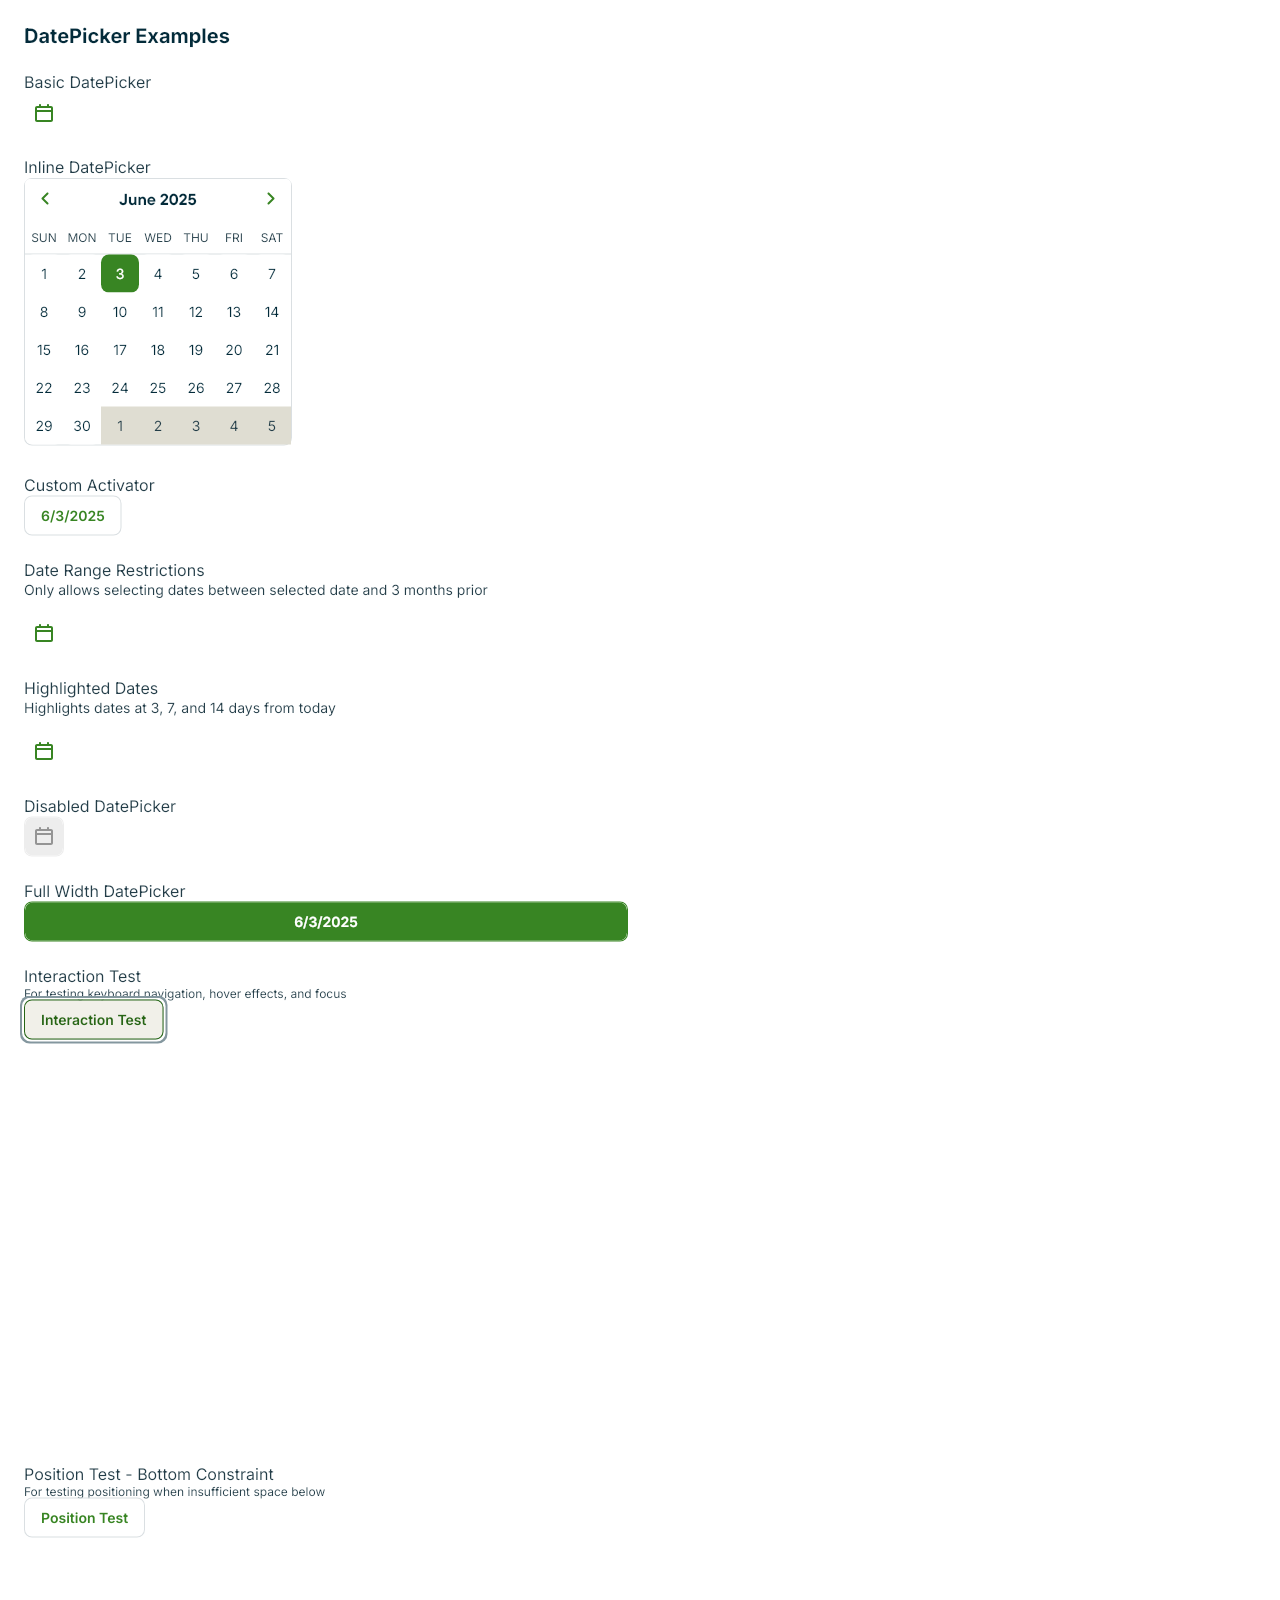 DatePicker Examples
Basic DatePicker
Inline DatePicker
June 2025
SUN MON TUE WED THU FRI SAT
1 2 3 4 5 6 7
8 9 10 11 12 13 14
15 16 17 18 19 20 21
22 23 24 25 26 27 28
29 30 1 2 3 4 5
Custom Activator
6/3/2025
Date Range Restrictions
Only allows selecting dates between selected date and 3 months prior
Highlighted Dates
Highlights dates at 3, 7, and 14 days from today
Disabled DatePicker
Full Width DatePicker
6/3/2025
Interaction Test
For testing keyboard navigation, hover effects, and focus
Interaction Test
Position Test - Bottom Constraint
For testing positioning when insufficient space below
Position Test